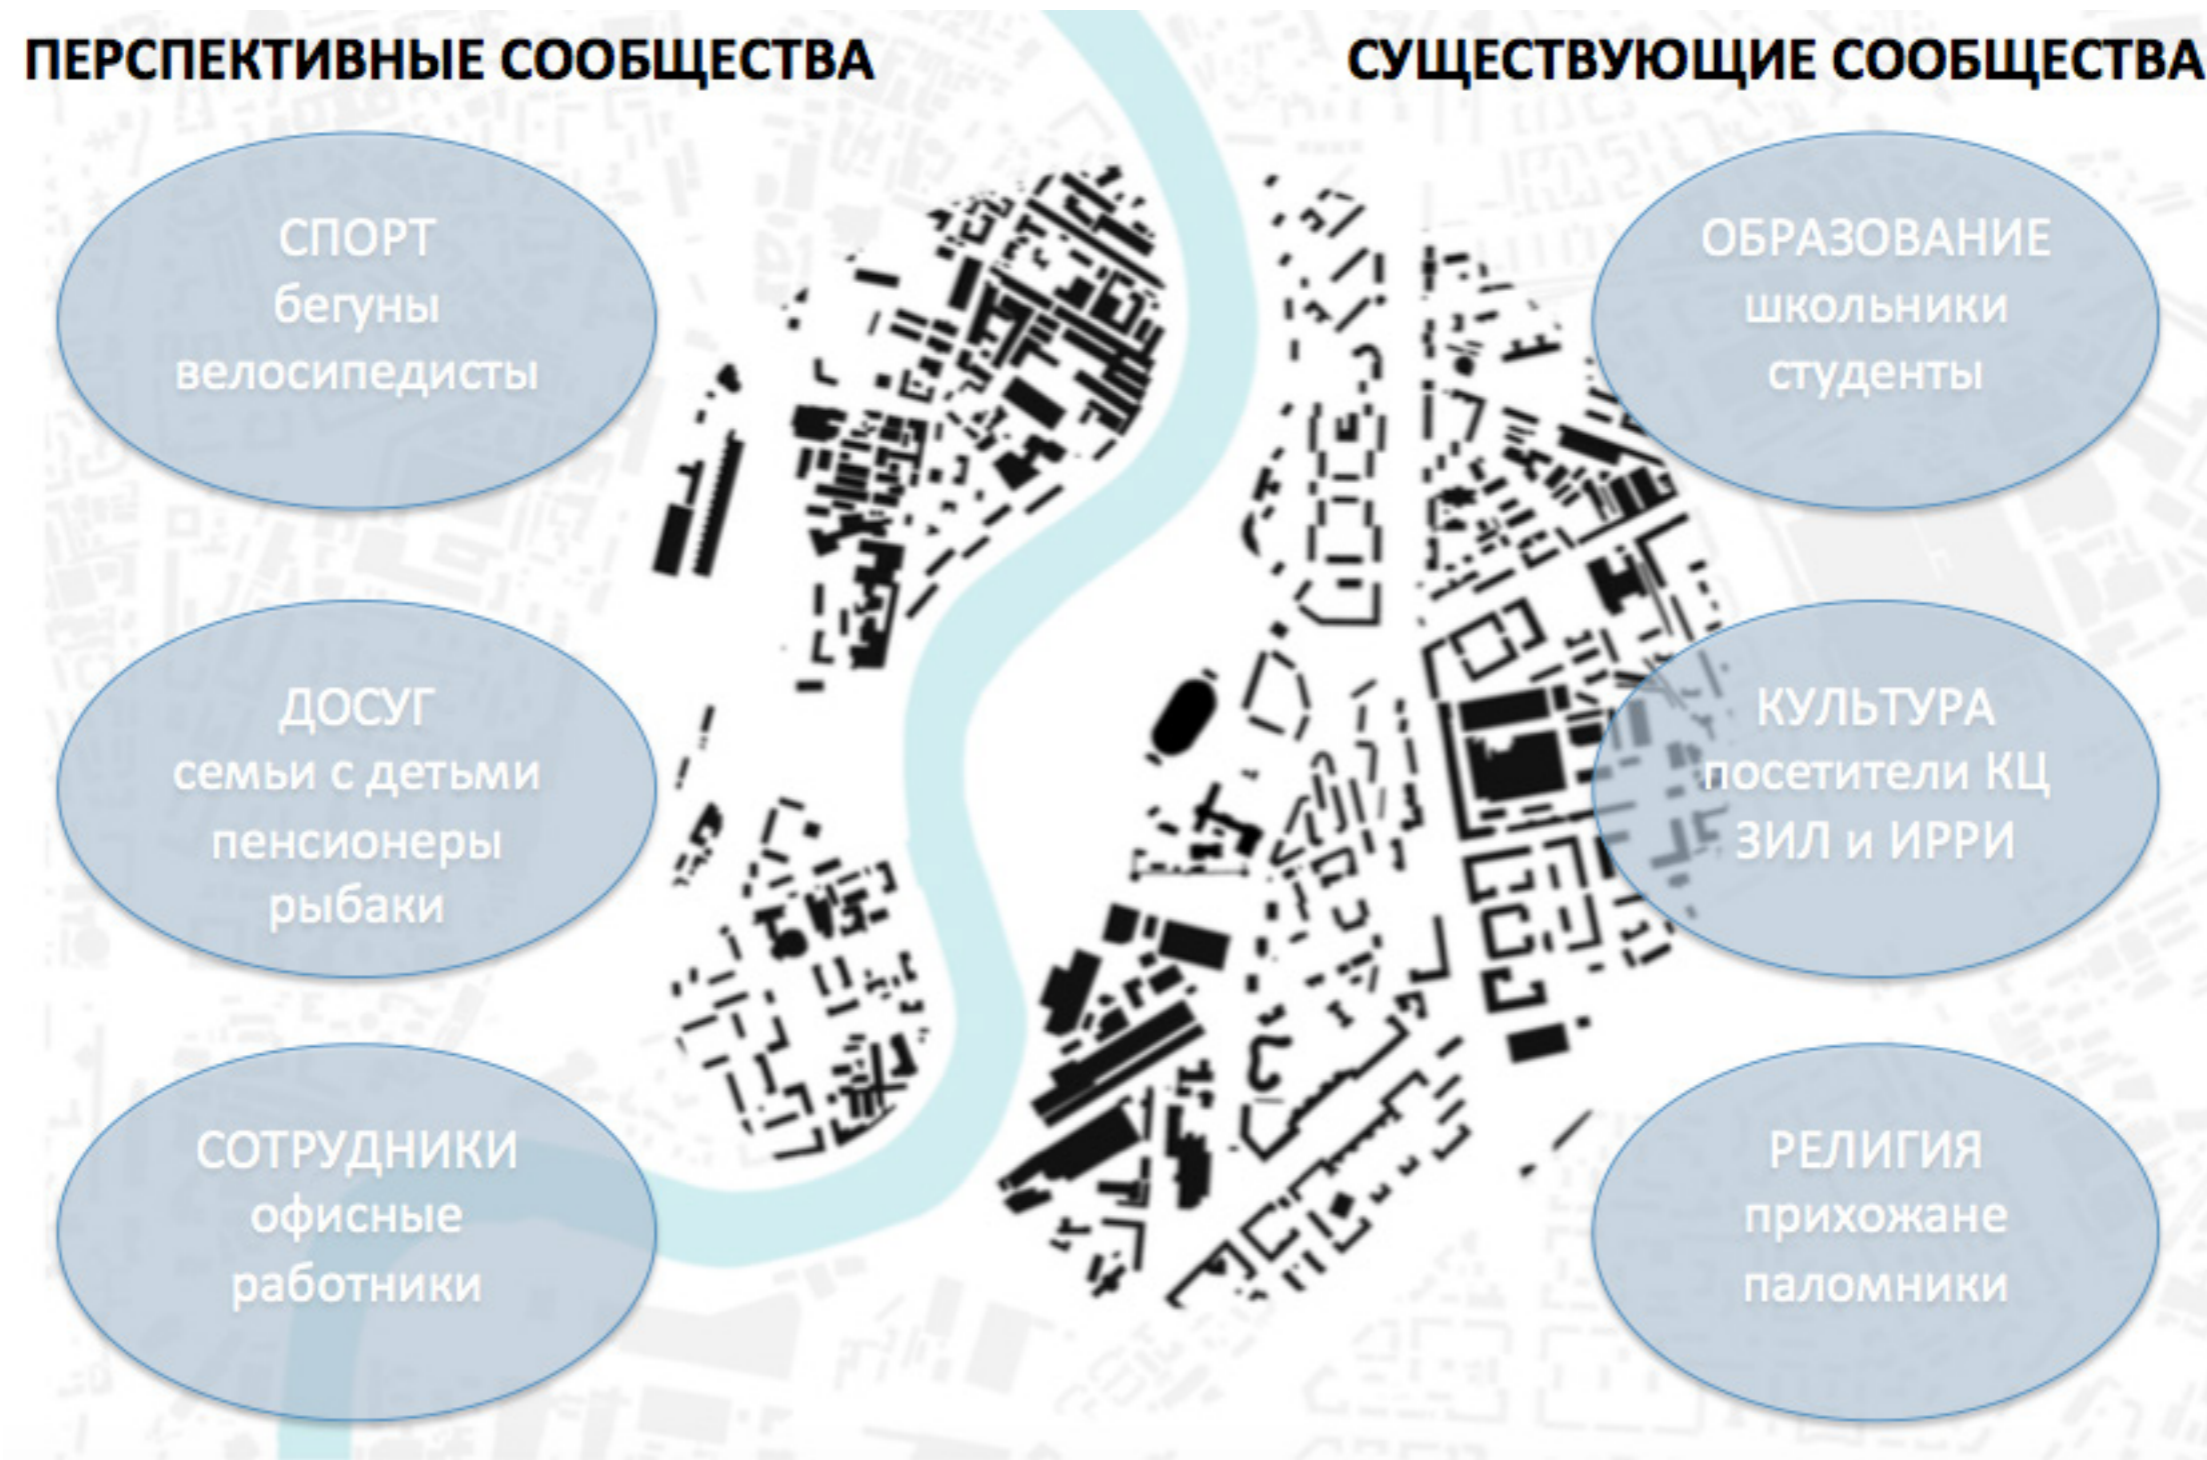 ПЕРСПЕКТИВНЫЕ СООБЩЕСТВА
СПОРТ
бегуны
велосипедисты
ДОСУГ
семьи с детьми
пенсионеры
рыбаки
СОТРУДНИКИ
офисные
работники
СУЩЕСТВУЮЩИЕ СООБЩЕСТВА
ОБРАЗОВАНИЕ
школьники
студенты
КУЛЬТУРА
посетители КЦ
ЗИЛ и ИРРИ
РЕЛИГИЯ
прихожане
паломники